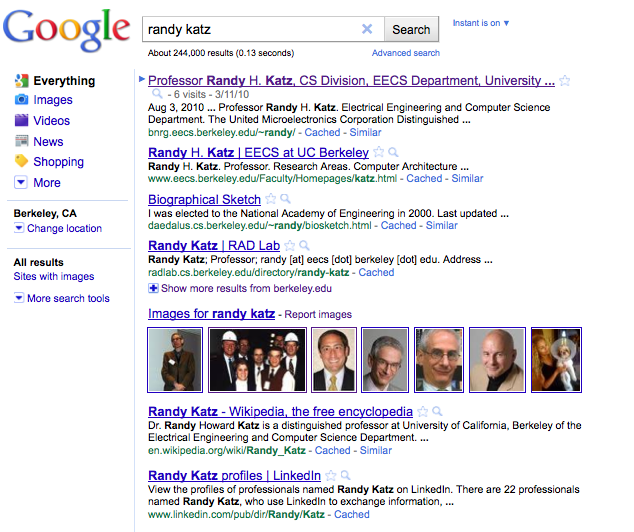 Google
randy katz
Search
Instant is on ▼
About 244,000 results (0.13 seconds)
Advanced search
Everything
Images
Videos
News
Shopping
More
Berkeley, CA
Change location
All results
Sites with images
More search tools
Professor Randy H. Katz, CS Division, EECS Department, University ...
- 6 visits - 3/11/10
Aug 3, 2010 ... Professor Randy H. Katz. Electrical Engineering and Computer Science
Department. The United Microelectronics Corporation Distinguished ...
bnrg.eecs.berkeley.edu/~randy/ - Cached - Similar
Randy H. Katz | EECS at UC Berkeley
Randy H. Katz. Professor. Research Areas. Computer Architecture ...
www.eecs.berkeley.edu/Faculty/Homepages/katz.html - Cached - Similar
Biographical Sketch
I was elected to the National Academy of Engineering in 2000. Last updated ...
daedalus.cs.berkeley.edu/~randy/biosketch.html - Cached - Similar
Randy Katz | RAD Lab
Randy Katz; Professor; randy [at] eecs [dot] berkeley [dot] edu. Address ...
radlab.cs.berkeley.edu/directory/randy-katz - Cached
Show more results from berkeley.edu
Images for randy katz - Report images
Randy Katz - Wikipedia, the free encyclopedia
Dr. Randy Howard Katz is a distinguished professor at University of California, Berkeley of the
Electrical Engineering and Computer Science Department. ...
en.wikipedia.org/wiki/Randy_Katz - Cached - Similar
Randy Katz profiles | LinkedIn
View the profiles of professionals named Randy Katz on LinkedIn. There are 22 professionals
named Randy Katz, who use LinkedIn to exchange information, ...
www.linkedin.com/pub/dir/Randy/Katz - Cached